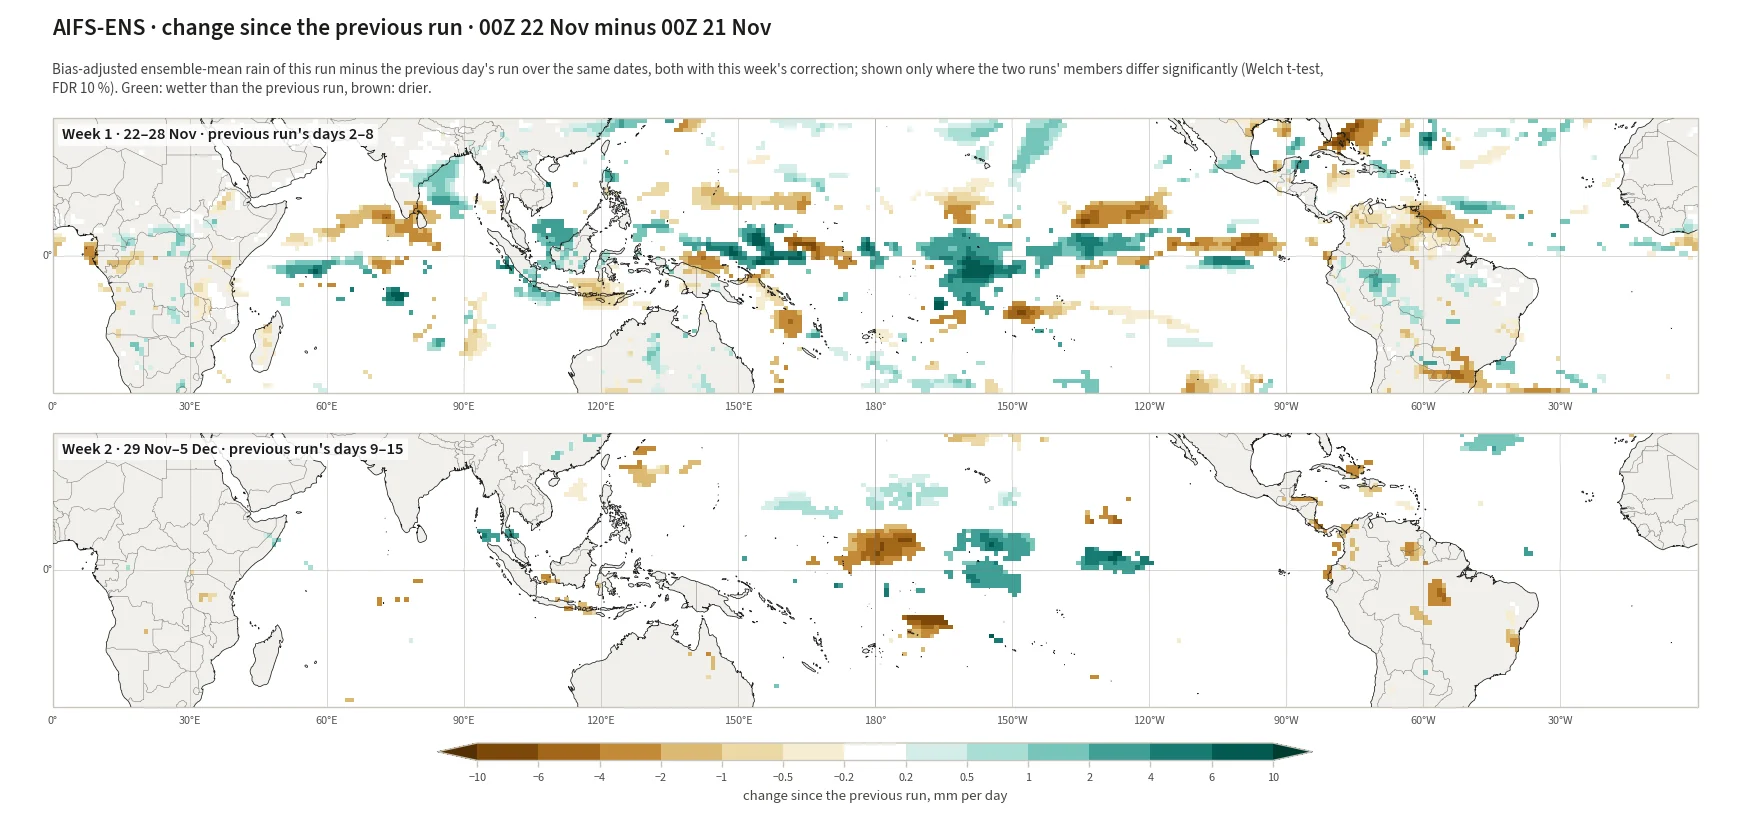 AIFS-ENS · change since the previous run · 00Z 22 Nov minus 00Z 21 Nov
Bias-adjusted ensemble-mean rain of this run minus the previous day's run over the same dates, both with this week's correction; shown only where the two runs' members differ significantly (Welch t-test,
FDR 10 %). Green: wetter than the previous run, brown: drier.
Week 1 · 22–28 Nov · previous run's days 2–8
0°
0° 30°E 60°E 90°E 120°E 150°E 180° 150°W 120°W 90°W 60°W 30°W
Week 2 · 29 Nov–5 Dec · previous run's days 9–15
0°
0° 30°E 60°E 90°E 120°E 150°E 180° 150°W 120°W 90°W 60°W 30°W
−10 −6 −4 −2 −1 −0.5 −0.2 0.2 0.5 1 2 4 6 10
change since the previous run, mm per day